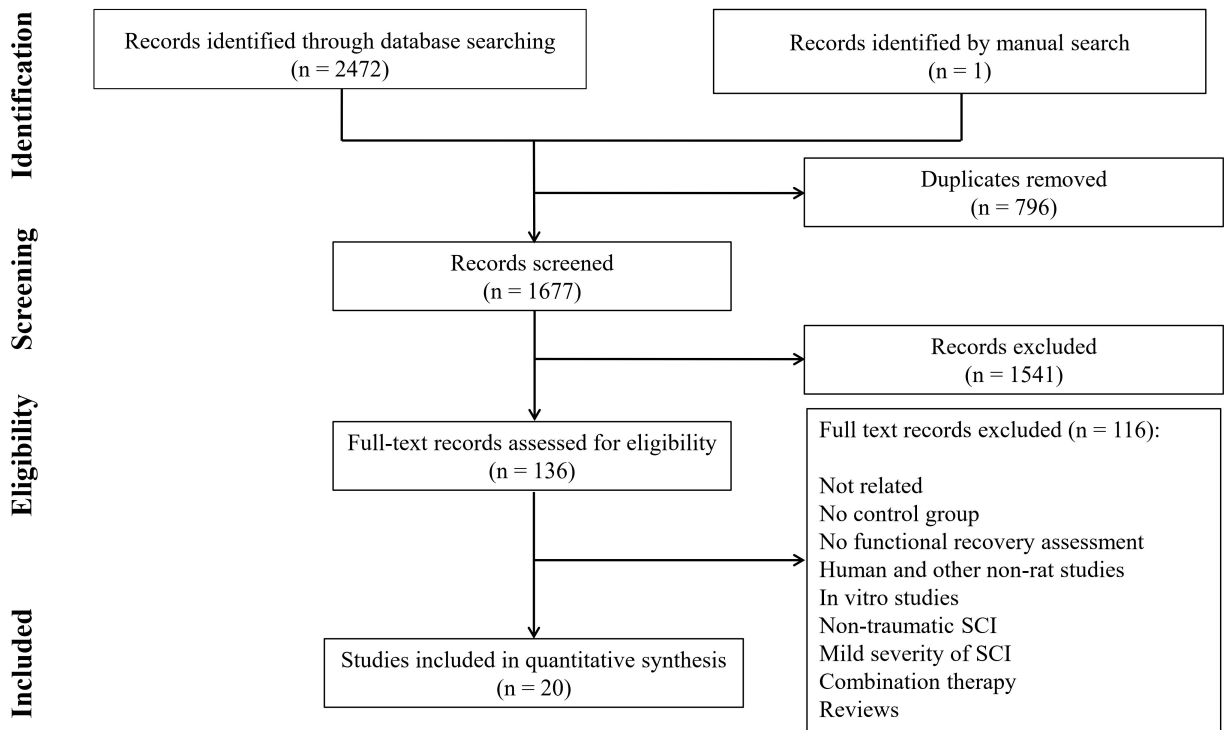 Identification
Records identified through database searching
(n = 2472)
Records identified by manual search
(n = 1)
Duplicates removed
(n = 796)
Screening
Records screened
(n = 1677)
Records excluded
(n = 1541)
Eligibility
Full-text records assessed for eligibility
(n = 136)
Full text records excluded (n = 116):
Not related
No control group
No functional recovery assessment
Human and other non-rat studies
In vitro studies
Non-traumatic SCI
Mild severity of SCI
Combination therapy
Reviews
Included
Studies included in quantitative synthesis
(n = 20)